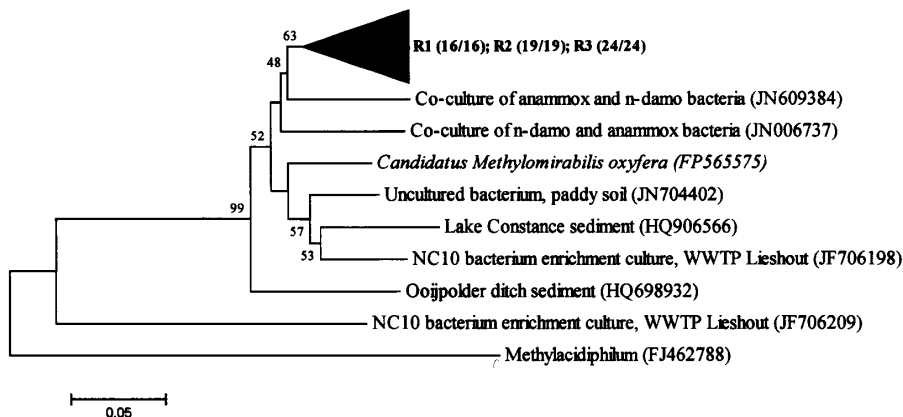 63
R1 (16/16); R2 (19/19); R3 (24/24)
48
Co-culture of anammox and n-damo bacteria (JN609384)
Co-culture of n-damo and anammox bacteria (JN006737)
52
Candidatus Methylomirabilis oxyfera (FP565575)
Uncultured bacterium, paddy soil (JN704402)
99
57
Lake Constance sediment (HQ906566)
53
NC10 bacterium enrichment culture, WWTP Lieshout (JF706198)
Ooijpolder ditch sediment (HQ698932)
NC10 bacterium enrichment culture, WWTP Lieshout (JF706209)
Methylacidiphilum (FJ462788)
0.05